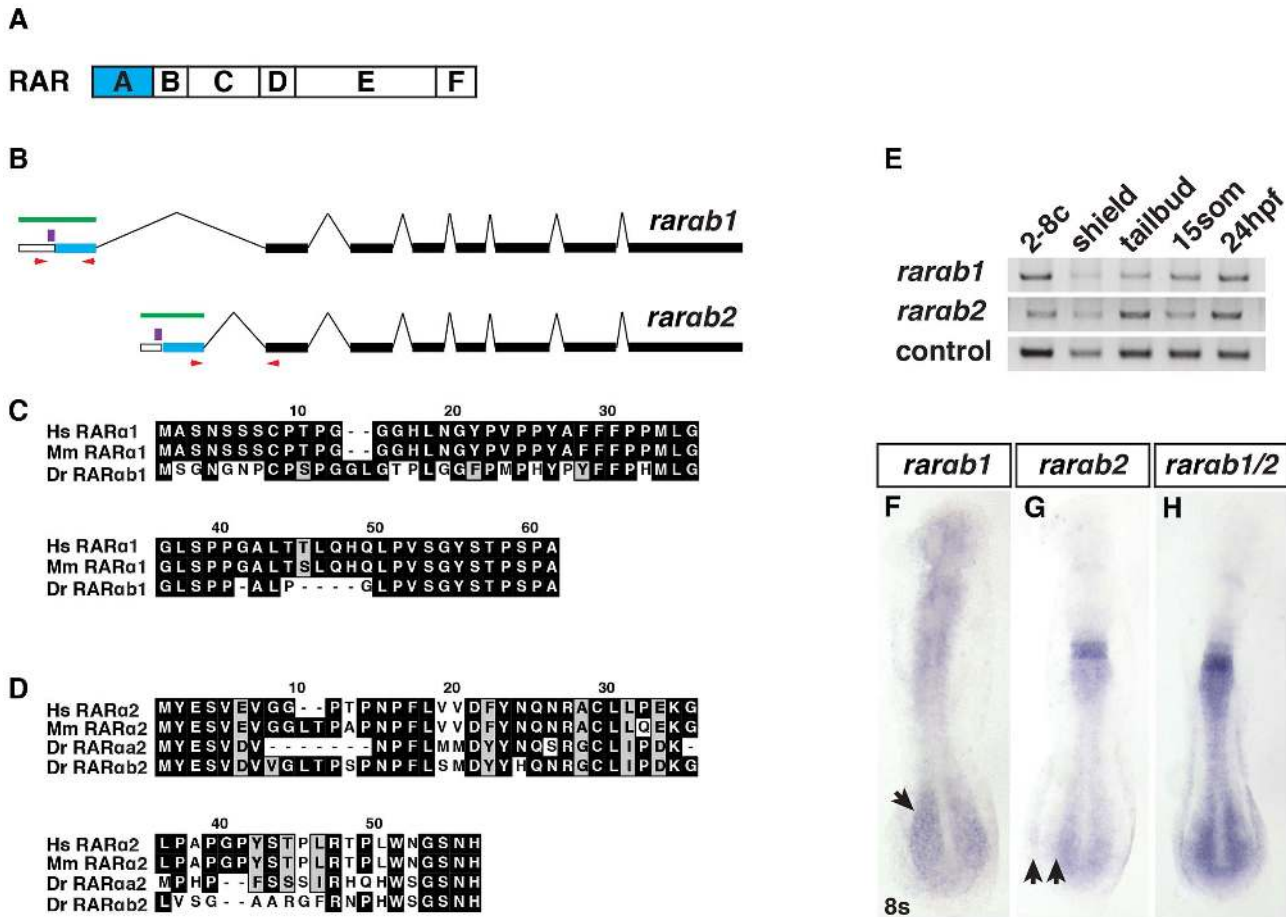 A
RAR A B C D E F
B
rarab1
rarab2
C
10 20 30
Hs RARα1 MASNSSSCPTPG--GGHLNGYPVPPYAFFFPPMLG
Mm RARα1 MASNSSSCPTPG--GGHLNGYPVPPYAFFFPPMLG
Dr RARαb1 MSGNGNPCPSPGGLGTPLGGFPMPHYPYFFPHMLG
40 50 60
Hs RARα1 GLSPPGALTTLQHQLPVSGYSTPSPA
Mm RARα1 GLSPPGALTSLQHQLPVSGYSTPSPA
Dr RARαb1 GLSPP-ALP----GLPVSGYSTPSPA
D
10 20 30
Hs RARα2 MYESVEVGG--PTPNPFLVVDFYNQNRACLLPEKG
Mm RARα2 MYESVEVGGLTPAPNPFLVVDFYNQNRACLLQEKG
Dr RARαa2 MYESVDV-------NPFLMMDYYNQSRGCLIPDK-
Dr RARαb2 MYESVDVVGLTPSPNPFLSMDYYHQNRGCLIPDKG
40 50
Hs RARα2 LPAPGPYSTPLRTPLWNGSNH
Mm RARα2 LPAPGPYSTPLRTPLWNGSNH
Dr RARαa2 MPHP--FSSSIRHQHWSGSNH
Dr RARαb2 LVSG--AARGFRNPHWSGSNH
E
2-8c shield tailbud 15som 24hpf
rarab1
rarab2
control
rarab1 rarab2 rarab1/2
F G H
8s